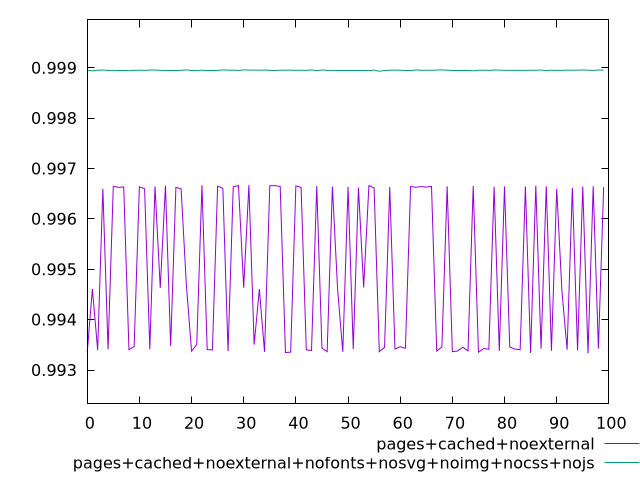 0.999
0.998
0.997
0.996
0.995
0.994
0.993
0 10 20 30 40 50 60 70 80 90 100
pages+cached+noexternal
pages+cached+noexternal+nofonts+nosvg+noimg+nocss+nojs